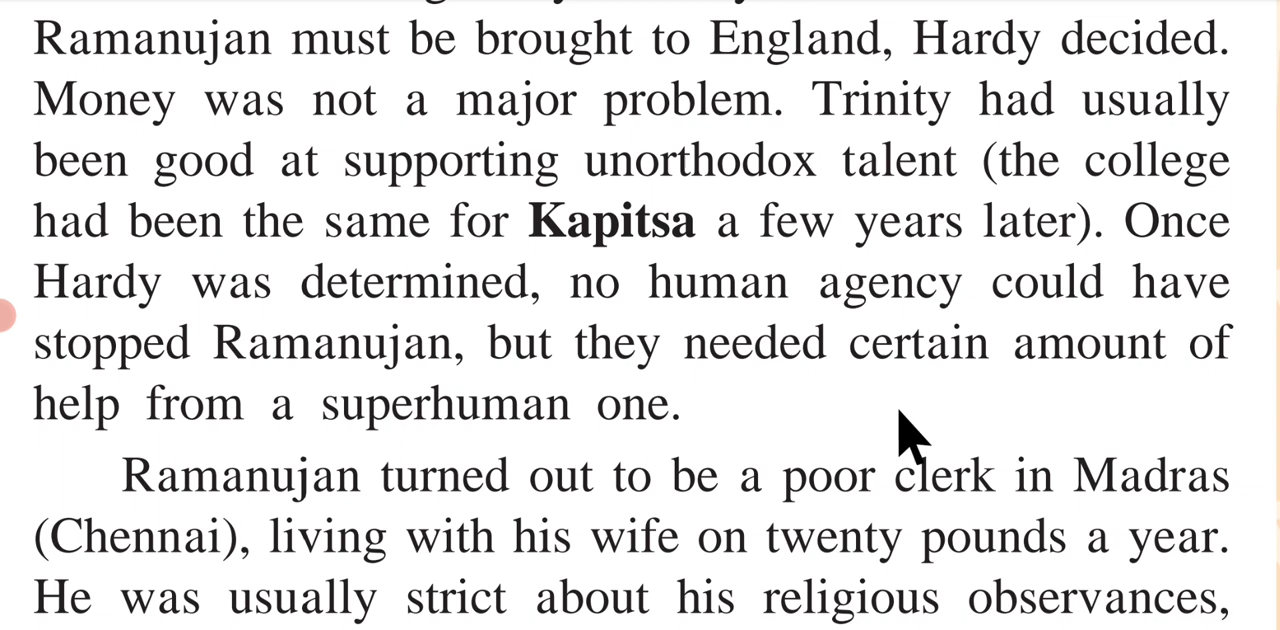 Ramanujan must be brought to England, Hardy decided.
Money was not a major problem. Trinity had usually
been good at supporting unorthodox talent (the college
had been the same for Kapitsa a few years later). Once
Hardy was determined, no human agency could have
stopped Ramanujan, but they needed certain amount of
help from a superhuman one.
Ramanujan turned out to be a poor clerk in Madras
(Chennai), living with his wife on twenty pounds a year.
He was usually strict about his religious observances,